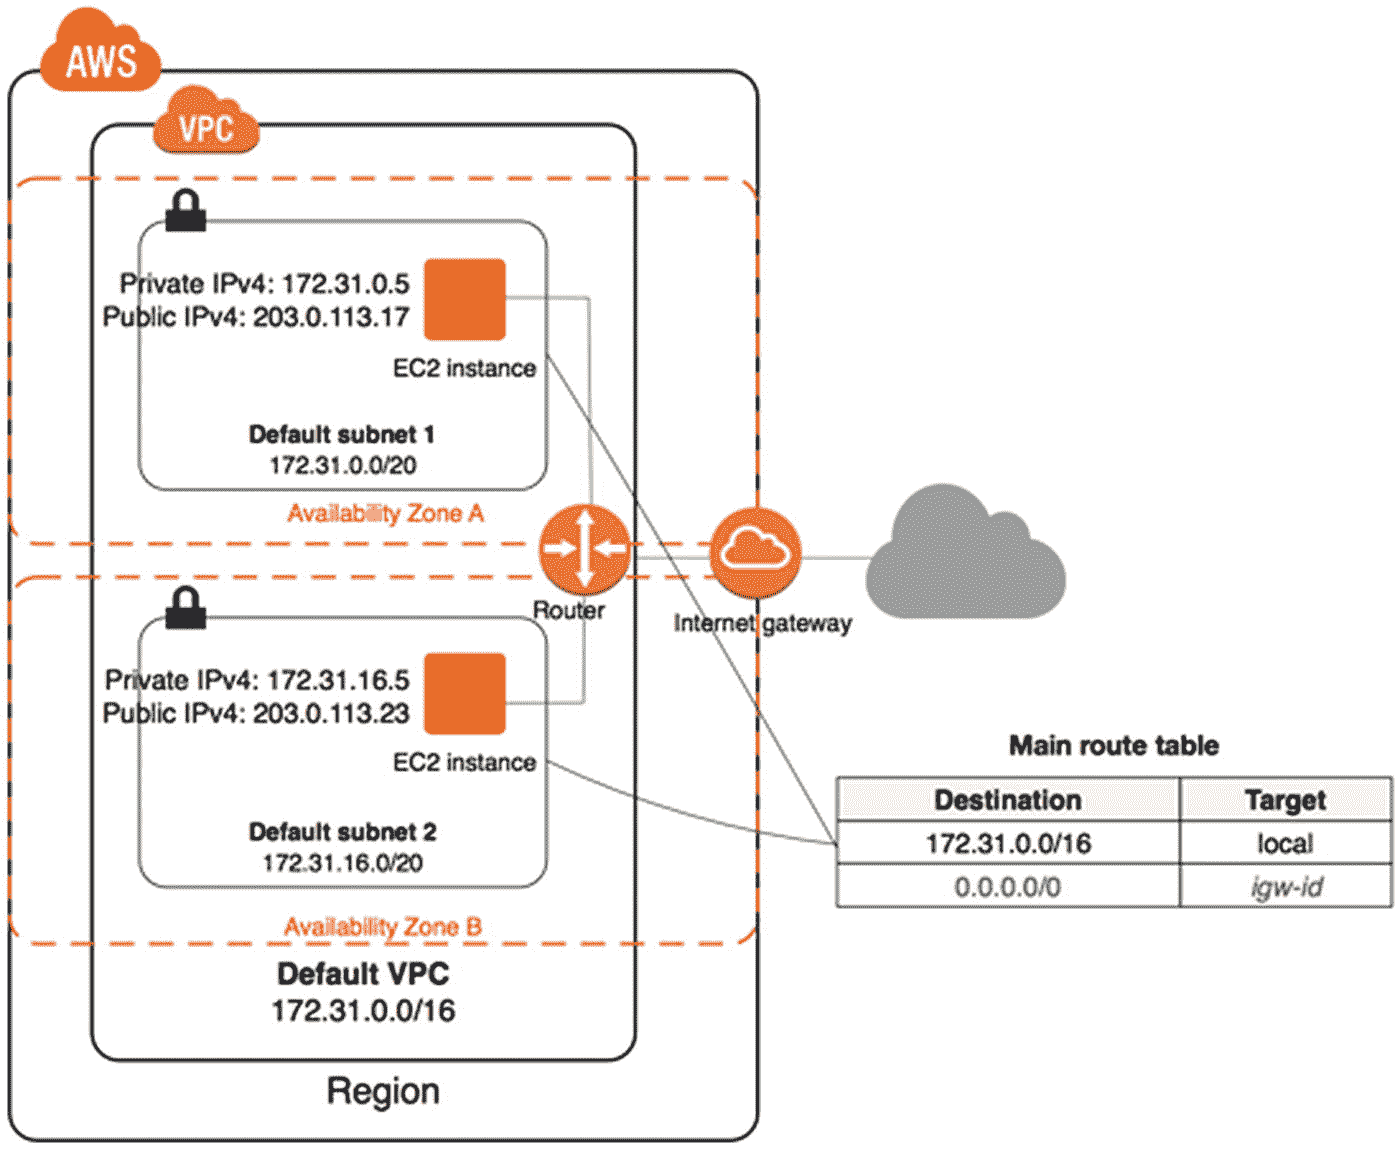 AWS
VPC
Private IPv4: 172.31.0.5
Public IPv4: 203.0.113.17
EC2 instance
Default subnet 1
172.31.0.0/20
Availability Zone A
Router
Internet gateway
Private IPv4: 172.31.16.5
Public IPv4: 203.0.113.23
EC2 instance
Default subnet 2
172.31.16.0/20
Availability Zone B
Default VPC
172.31.0.0/16
Region
Main route table
Destination Target
172.31.0.0/16 local
0.0.0.0/0 igw-id